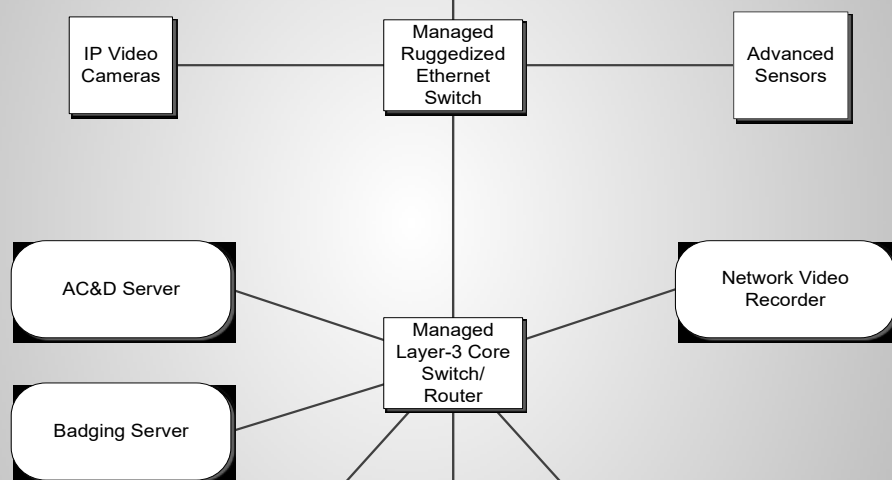 IP Video
Cameras
Managed
Ruggedized
Ethernet
Switch
Advanced
Sensors
AC&D Server
Network Video
Recorder
Managed
Layer-3 Core
Switch/
Router
Badging Server